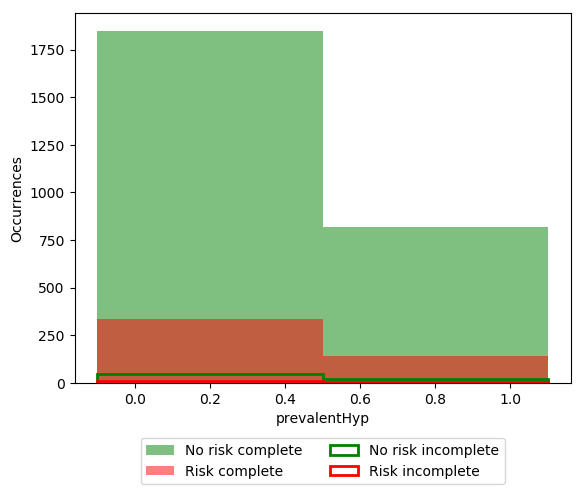 1750
1500
1250
1000
750
500
250
0
Occurrences
0.0 0.2 0.4 0.6 0.8 1.0
prevalentHyp
No risk complete No risk incomplete
Risk complete Risk incomplete